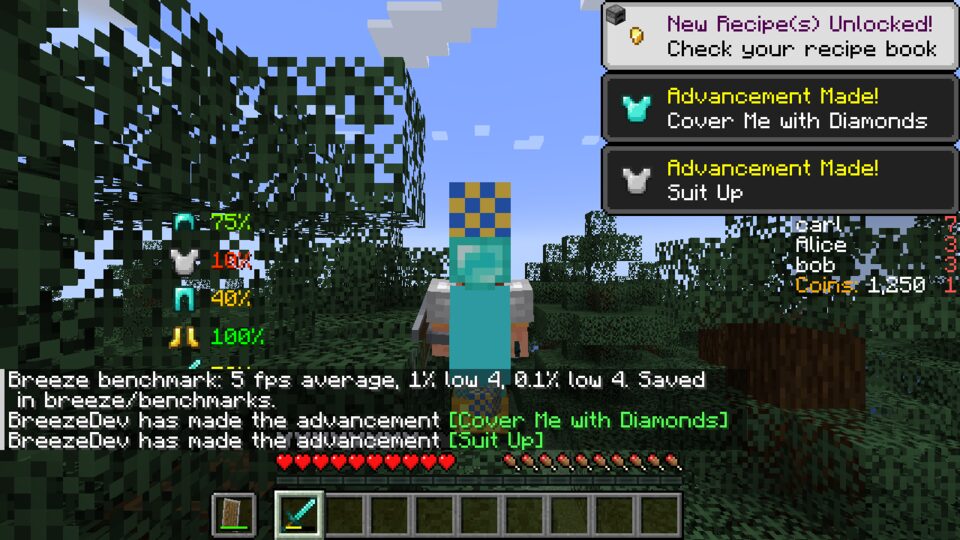 New Recipe(s) Unlocked!
Check your recipe book
Advancement Made!
Cover Me with Diamonds
Advancement Made!
Suit Up
75%
10%
40%
100%
carl 7
Alice 3
bob 3
Coins: 1,250 1
Breeze benchmark: 5 fps average, 1% low 4, 0.1% low 4. Saved
in breeze/benchmarks.
BreezeDev has made the advancement [Cover Me with Diamonds]
BreezeDev has made the advancement [Suit Up]